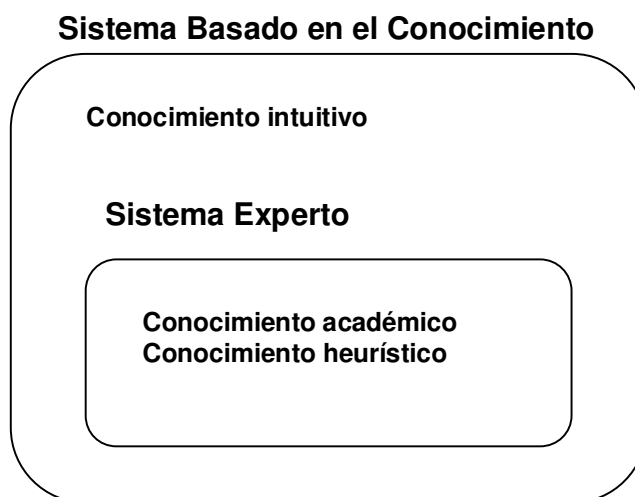 Sistema Basado en el Conocimiento
Conocimiento intuitivo
Sistema Experto
Conocimiento académico
Conocimiento heurístico